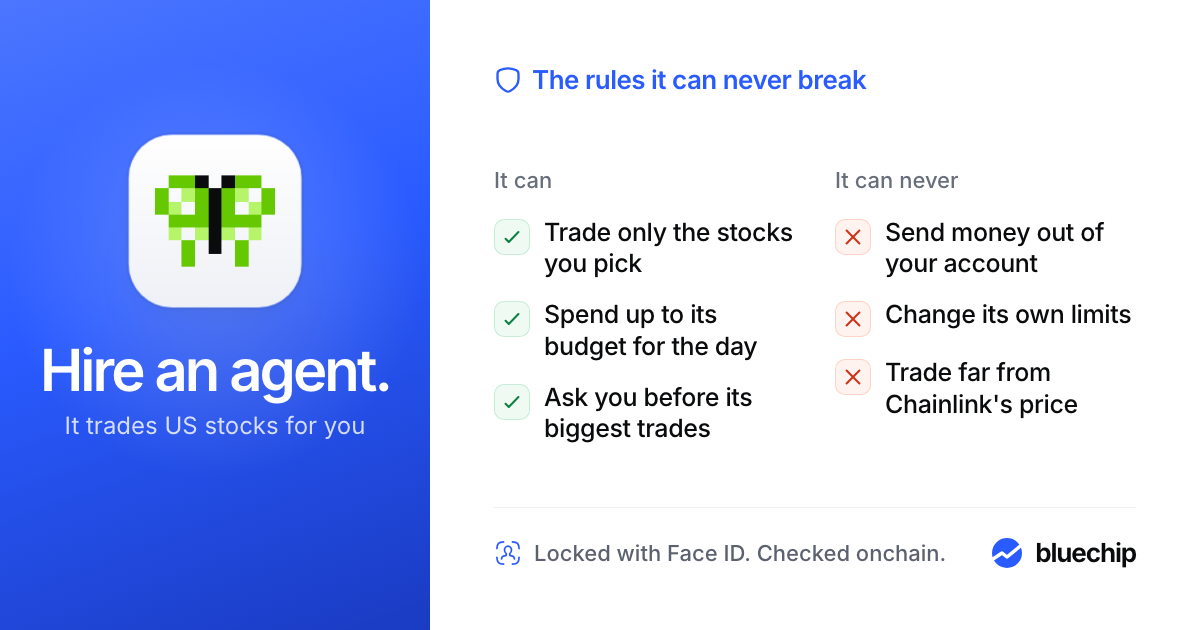 Hire an agent.
It trades US stocks for you
The rules it can never break
It can
Trade only the stocks
you pick
Spend up to its
budget for the day
Ask you before its
biggest trades
It can never
Send money out of
your account
Change its own limits
Trade far from
Chainlink's price
Locked with Face ID. Checked onchain.
bluechip